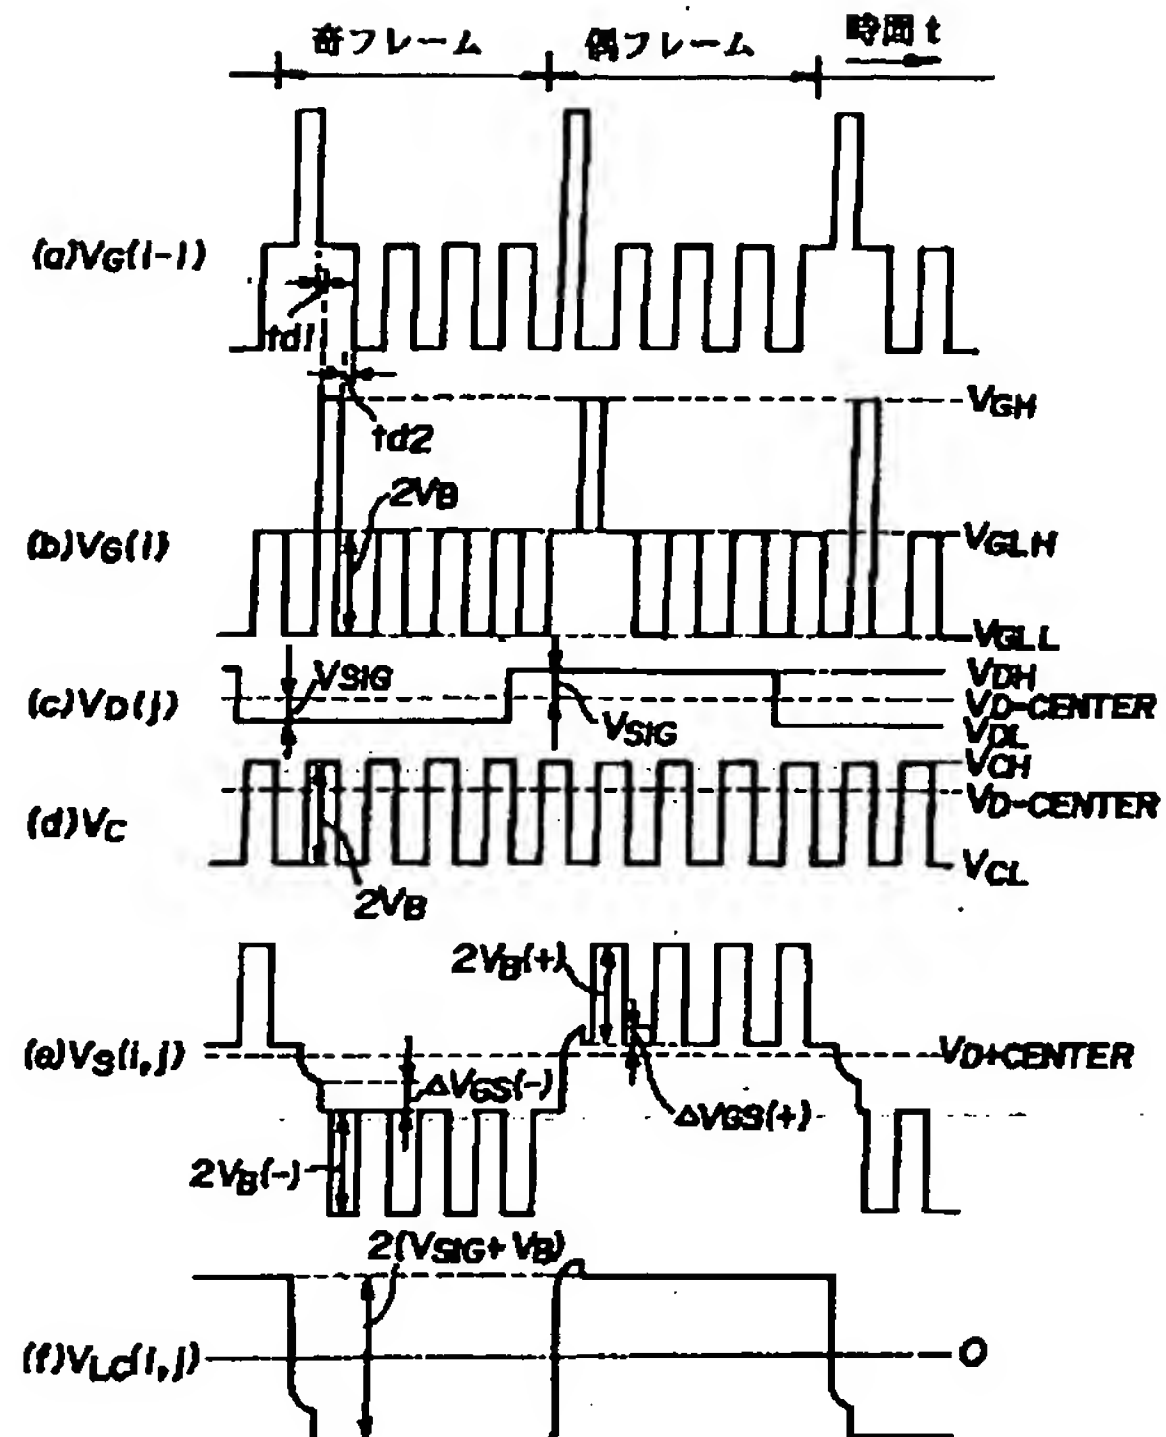 奇フレーム 偶フレーム 時間 t
(a)VG(i-1)
td1
VGH
td2
2VB
(b)VG(i)
VGLH
VGLL
VSIG
VDH
(c)VD(j)
VD-CENTER
VSIG
VDL
VCH
VD-CENTER
(d)VC
VCL
2VB
2VB(+)
(e)VS(i,j)
VD+CENTER
ΔVGS(-)
ΔVGS(+)
2VB(-)
2(VSIG+VB)
(f)VLC(i,j)
O